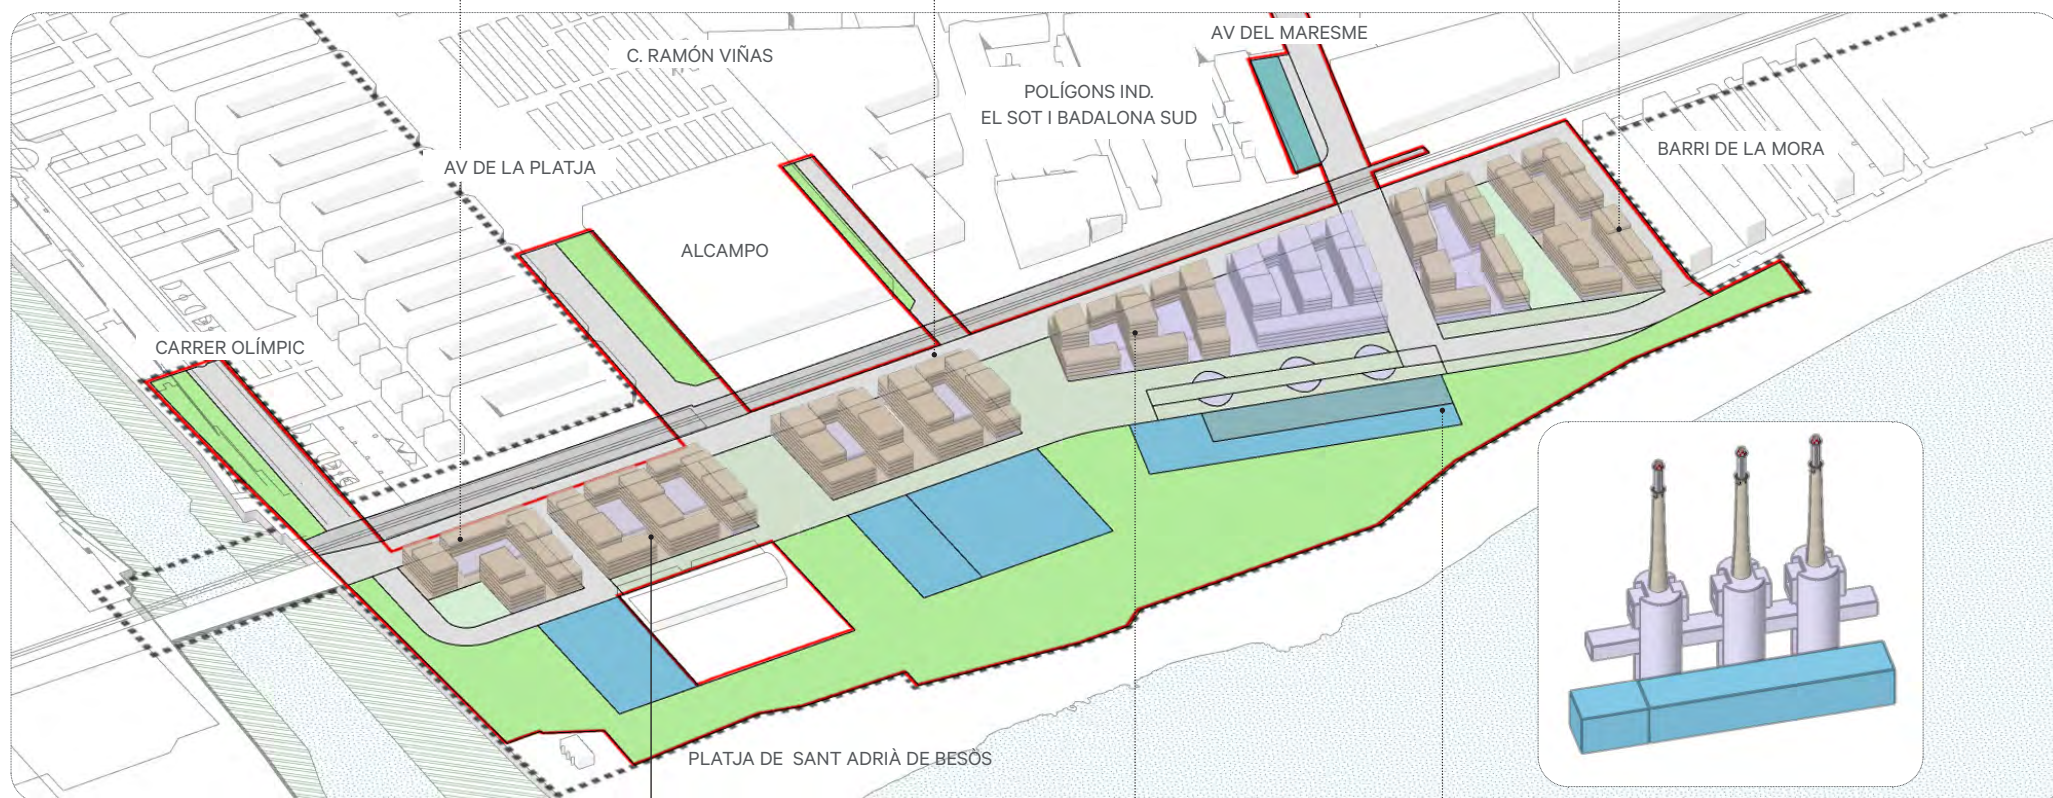 AV DEL MARESME
C. RAMÓN VIÑAS
POLÍGONS IND.
EL SOT I BADALONA SUD
BARRI DE LA MORA
AV DE LA PLATJA
ALCAMPO
CARRER OLÍMPIC
PLATJA DE SANT ADRIÀ DE BESÒS